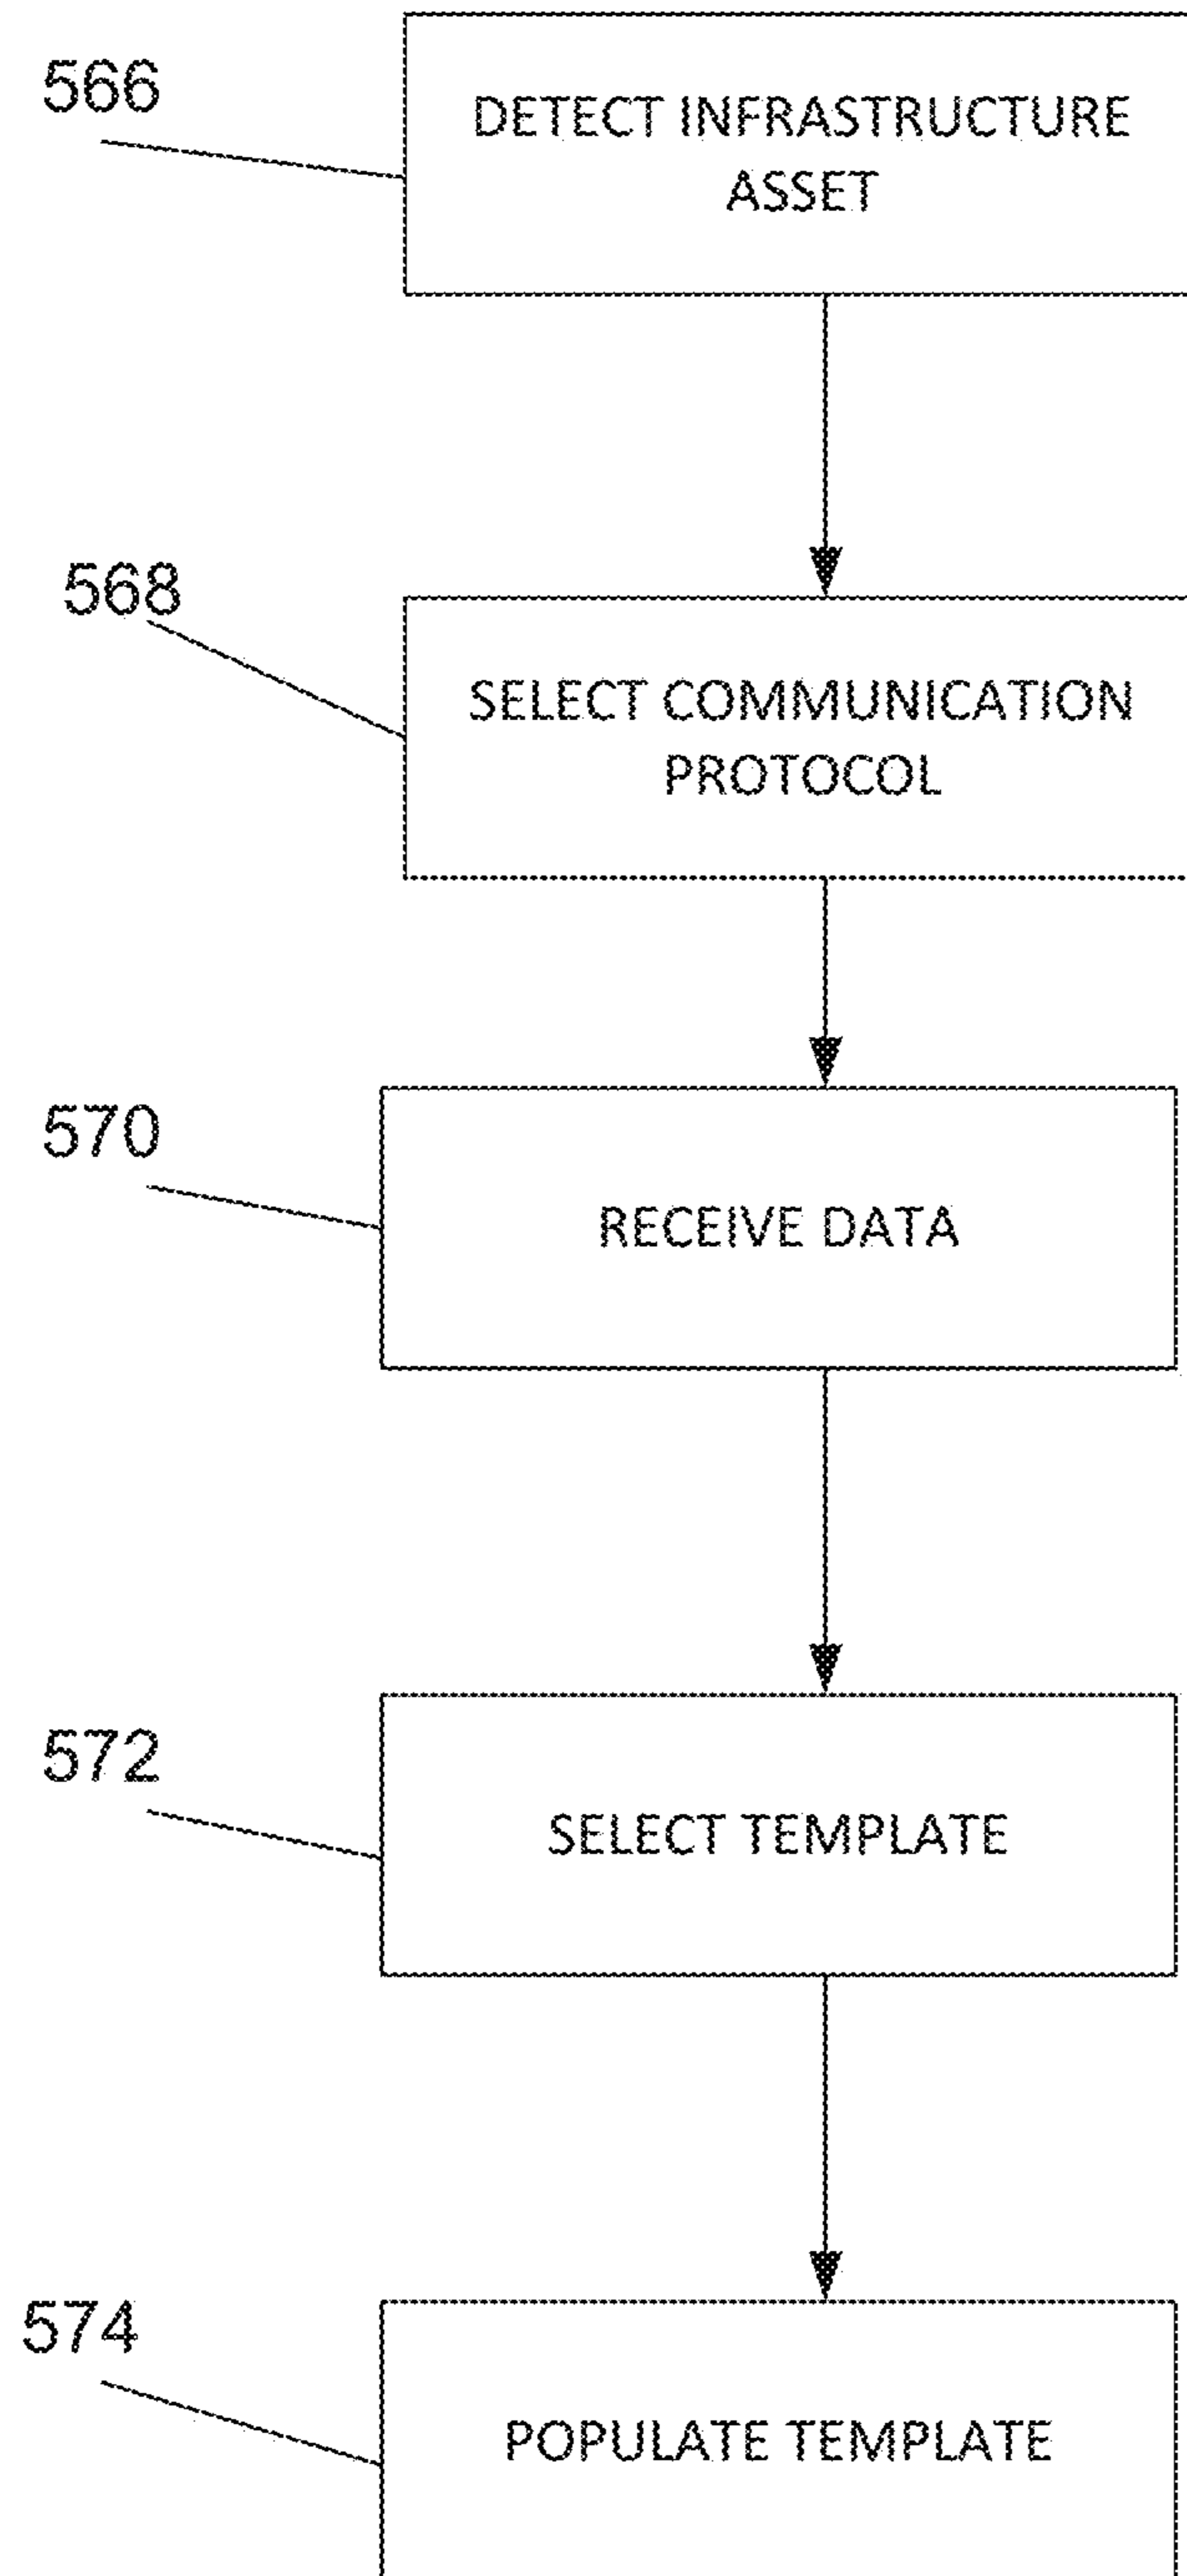 566
DETECT INFRASTRUCTURE
ASSET
568
SELECT COMMUNICATION
PROTOCOL
570
RECEIVE DATA
572
SELECT TEMPLATE
574
POPULATE TEMPLATE